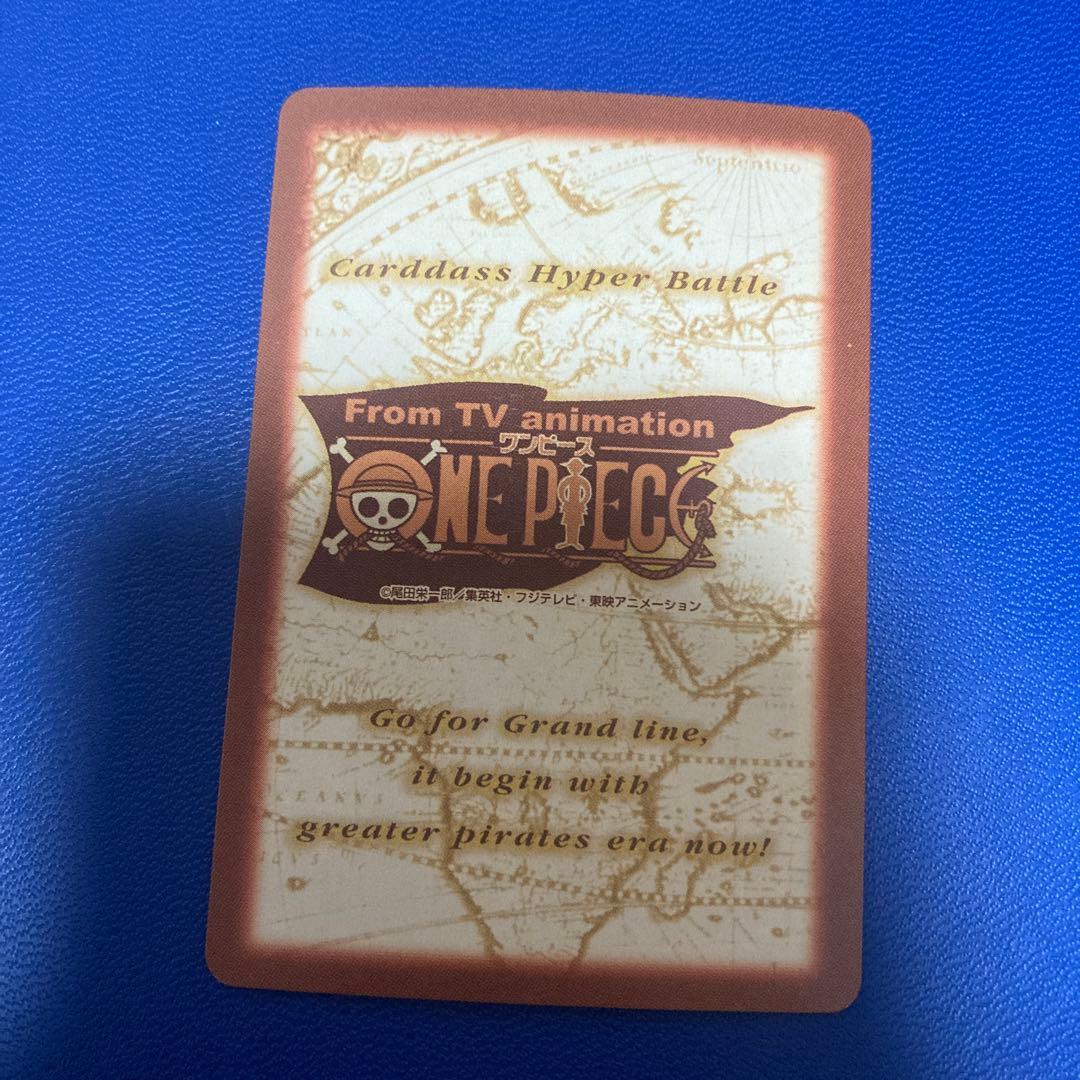 Septentrio
Carddass Hyper Battle
From TV animation
ワンピース
ONE PIECE
©尾田栄一郎／集英社・フジテレビ・東映アニメーション
Go for Grand line,
it begin with
greater pirates era now!